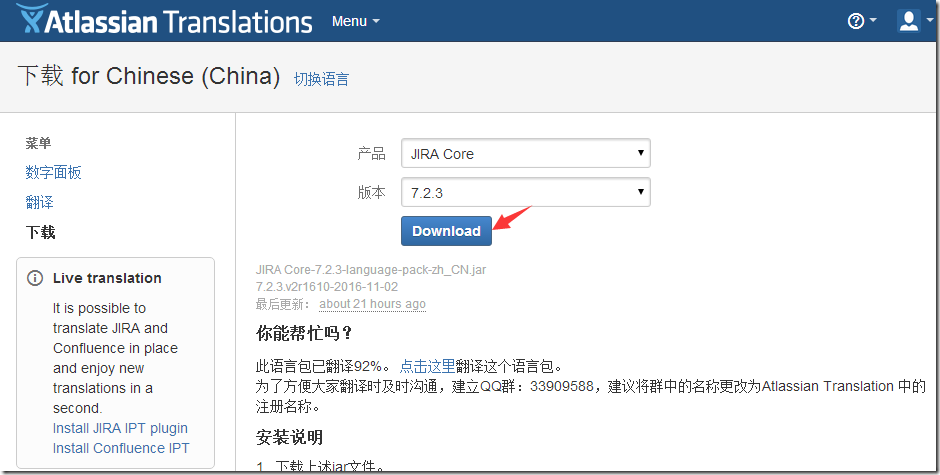 Atlassian Translations Menu
下载 for Chinese (China) 切换语言
菜单
数字面板
翻译
下载
Live translation
It is possible to
translate JIRA and
Confluence in place
and enjoy new
translations in a
second.
Install JIRA IPT plugin
Install Confluence IPT
产品 JIRA Core
版本 7.2.3
Download
JIRA Core-7.2.3-language-pack-zh_CN.jar
7.2.3.v2r1610-2016-11-02
最后更新： about 21 hours ago
你能帮忙吗？
此语言包已翻译92%。 点击这里翻译这个语言包。
为了方便大家翻译时及时沟通，建立QQ群：33909588，建议将群中的名称更改为Atlassian Translation 中的
注册名称。
安装说明
1. 下载上述jar文件。